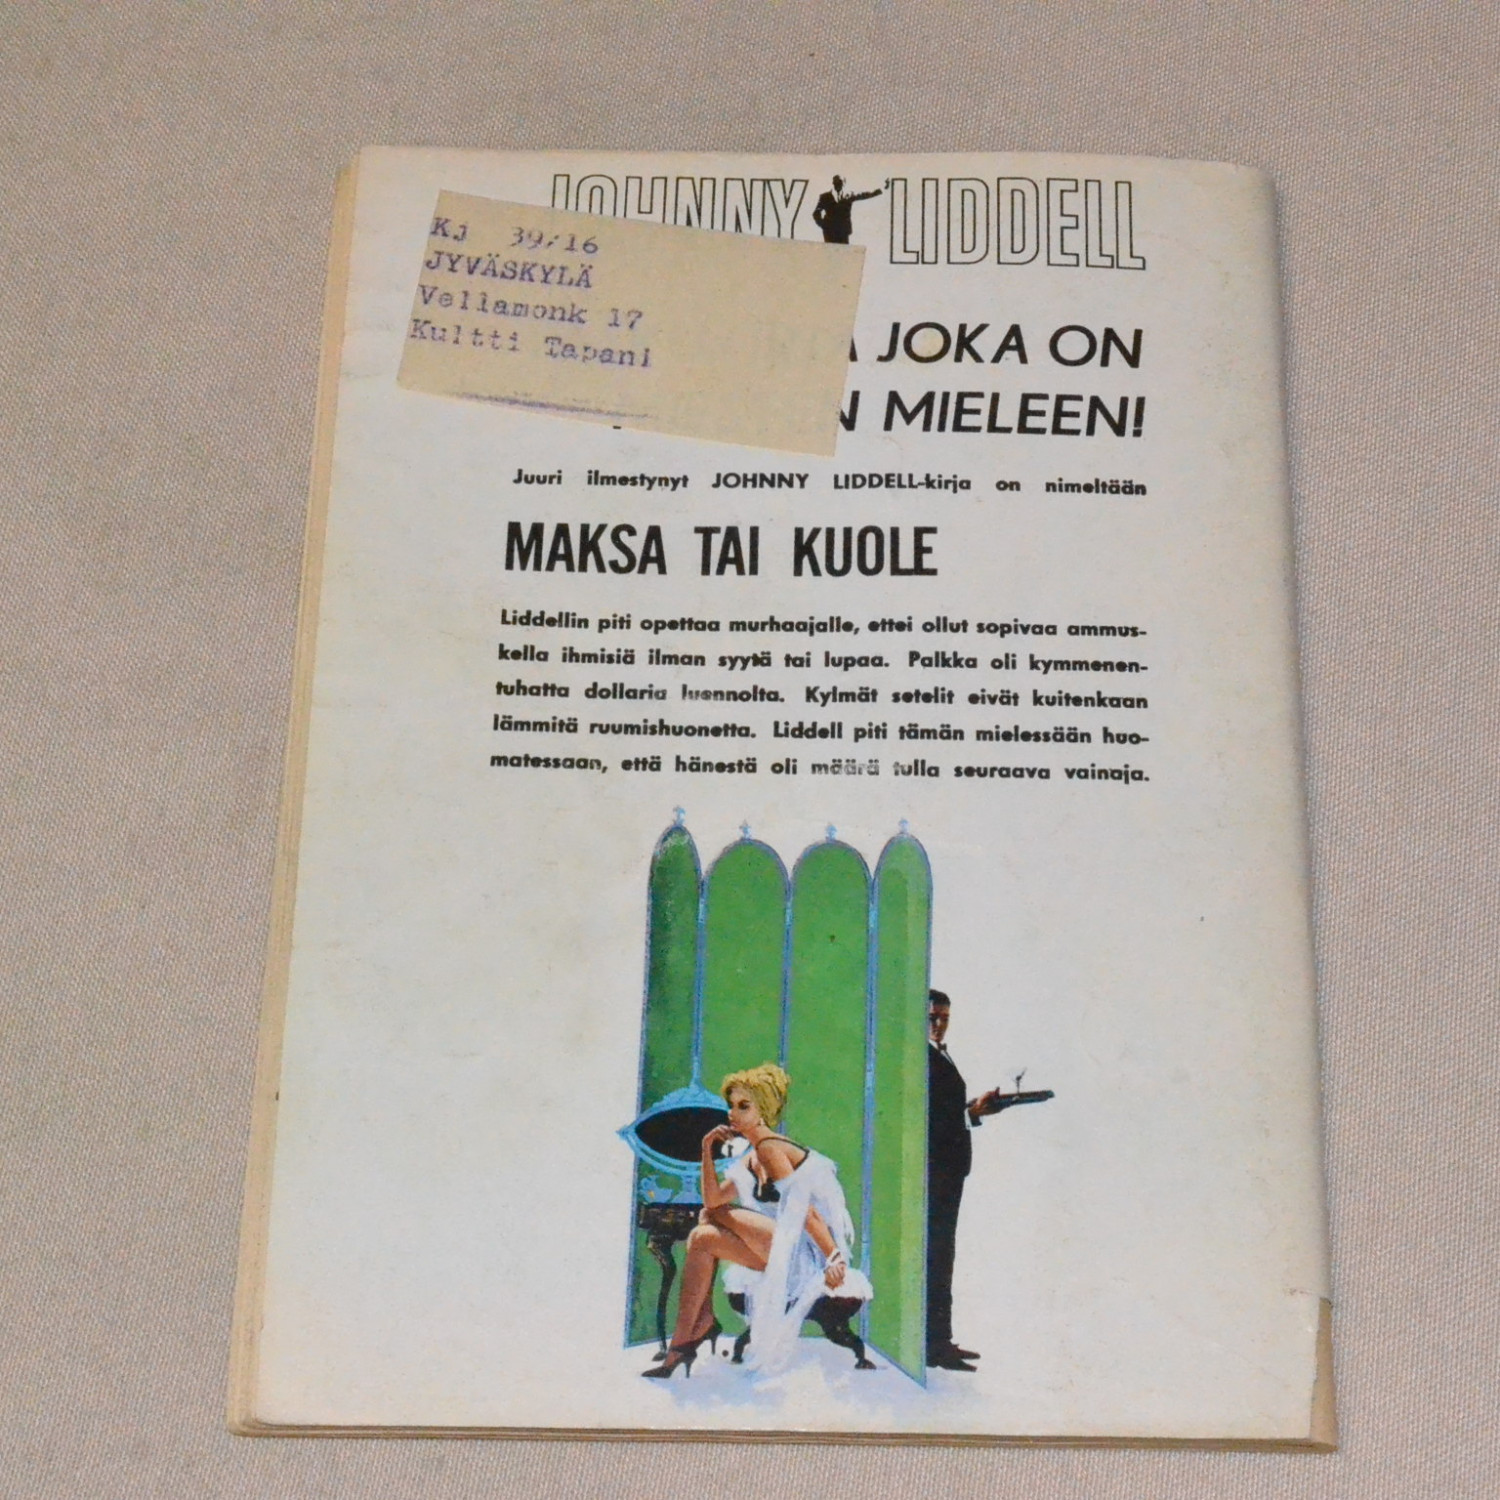 JOHNNY LIDDELL
Kj 39/16
JYVÄSKYLÄ
Vellamonk 17
Kultti Tapani
JOKA ON
MIELEEN!
Juuri ilmestynyt JOHNNY LIDDELL-kirja on nimeltään
MAKSA TAI KUOLE
Liddellin piti opettaa murhaajalle, ettei ollut sopivaa ammus-
kella ihmisiä ilman syytä tai lupaa. Palkka oli kymmenen-
tuhatta dollaria luennolta. Kylmät setelit eivät kuitenkaan
lämmitä ruumishuonetta. Liddell piti tämän mielessään huo-
matessaan, että hänestä oli määrä tulla seuraava vainaja.